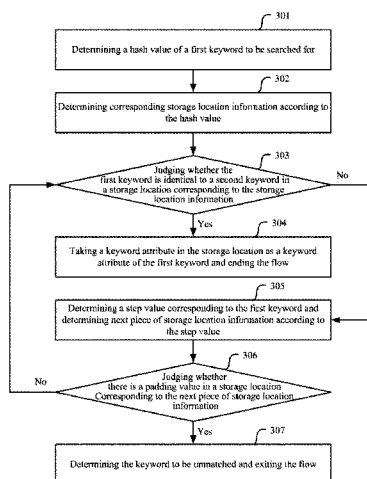 301
Determining a hash value of a first keyword to be searched for
302
Determining corresponding storage location information according to
the hash value
303
Judging whether the
first keyword is identical to a second keyword in
a storage location corresponding to the storage
location information
No
Yes
304
Taking a keyword attribute in the storage location as a keyword
attribute of the first keyword and ending the flow
305
Determining a step value corresponding to the first keyword and
determining next piece of storage location information according to
the step value
306
Judging whether
there is a padding value in a storage location
Corresponding to the next piece of storage location
information
No
Yes
307
Determining the keyword to be unmatched and exiting the flow